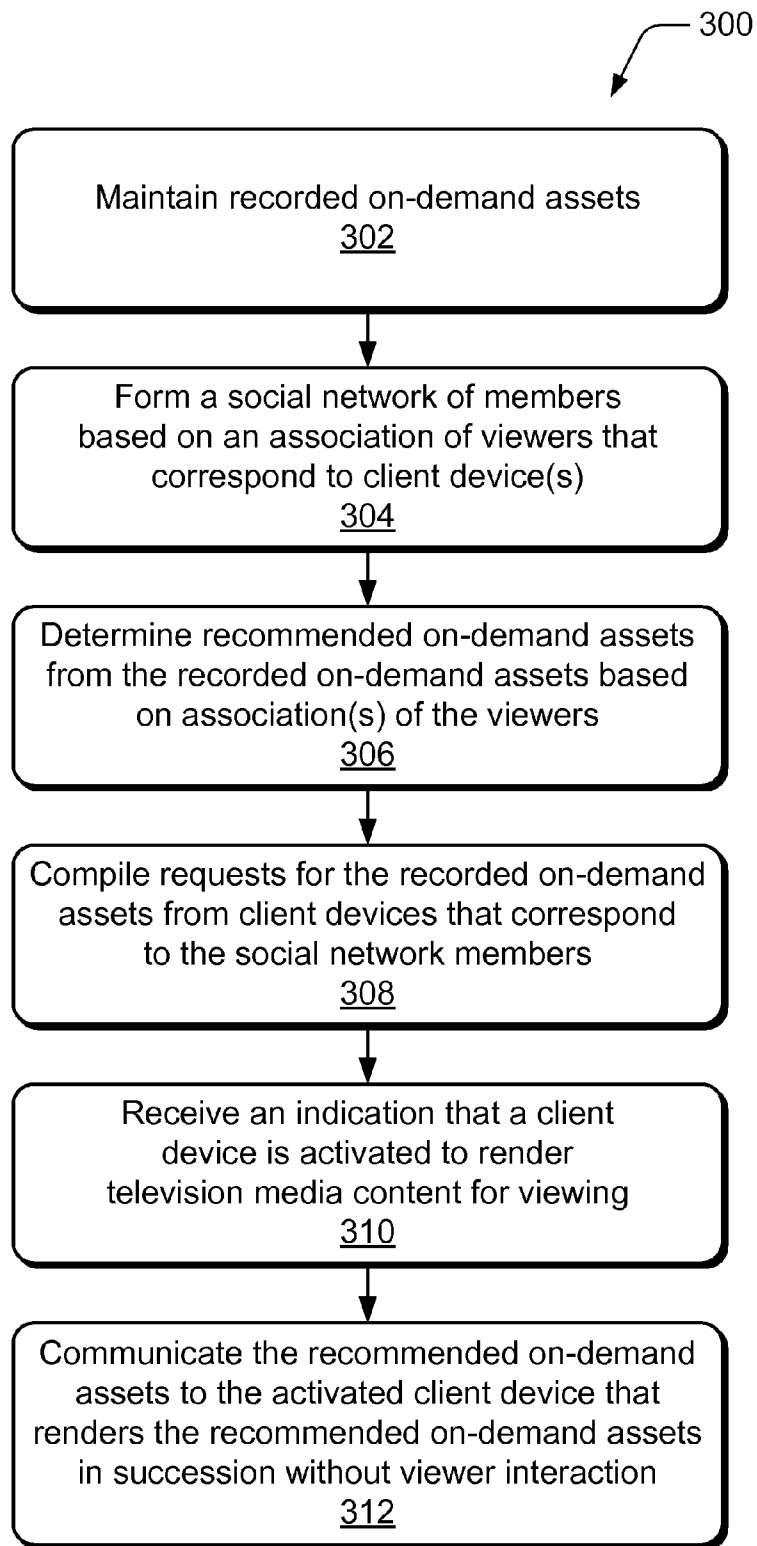 300
Maintain recorded on-demand assets
302
Form a social network of members
based on an association of viewers that
correspond to client device(s)
304
Determine recommended on-demand assets
from the recorded on-demand assets based
on association(s) of the viewers
306
Compile requests for the recorded on-demand
assets from client devices that correspond
to the social network members
308
Receive an indication that a client
device is activated to render
television media content for viewing
310
Communicate the recommended on-demand
assets to the activated client device that
renders the recommended on-demand assets
in succession without viewer interaction
312